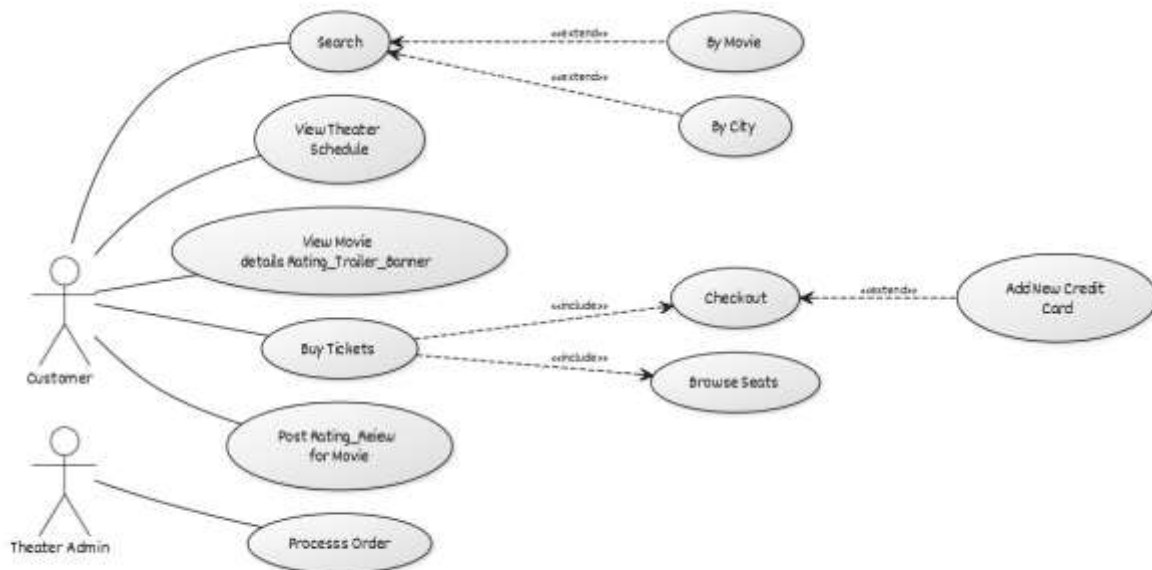 Search
«extend»
By Movie
«extend»
By City
View Theater
Schedule
View Movie
details Rating_Trailer_Banner
Checkout
«extend»
Add New Credit
Card
«include»
Buy Tickets
«include»
Browse Seats
Customer
Post Rating_Reiew
for Movie
Theater Admin
Processs Order